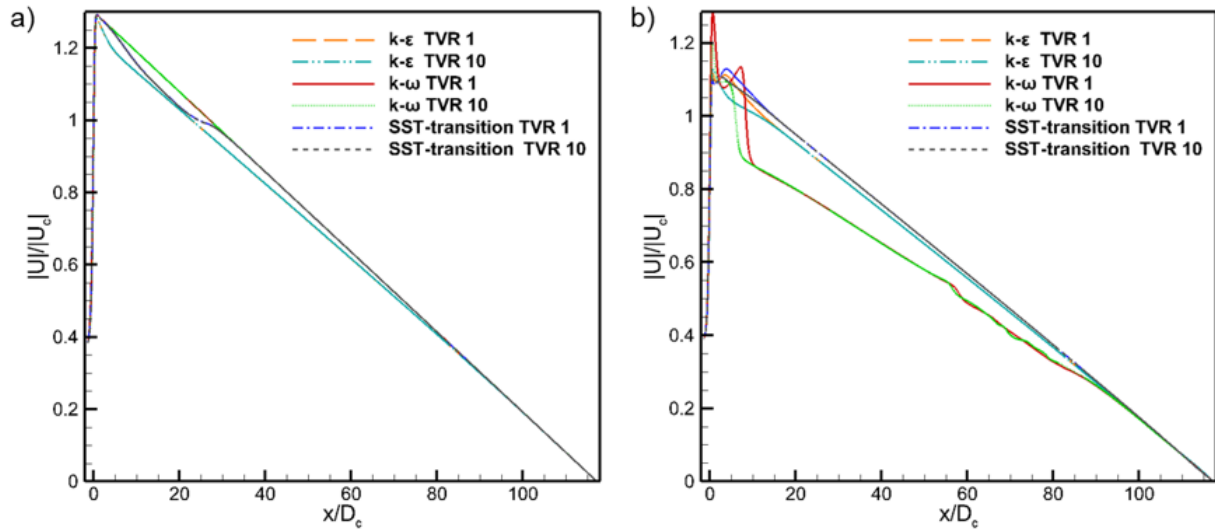 a)
1.2
1
0.8
0.6
0.4
0.2
0
|U|/|U_c|
k-ε TVR 1
k-ε TVR 10
k-ω TVR 1
k-ω TVR 10
SST-transition TVR 1
SST-transition TVR 10
0 20 40 60 80 100
x/D_c
b)
1.2
1
0.8
0.6
0.4
0.2
0
|U|/|U_c|
k-ε TVR 1
k-ε TVR 10
k-ω TVR 1
k-ω TVR 10
SST-transition TVR 1
SST-transition TVR 10
0 20 40 60 80 100
x/D_c